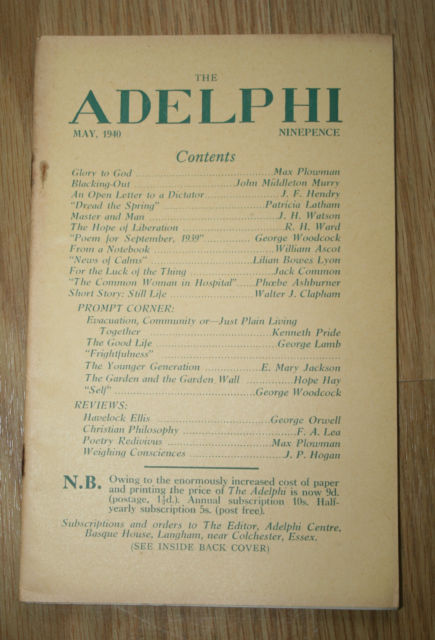 THE
ADELPHI
MAY, 1940 NINEPENCE
Contents
Glory to God ........ Max Plowman
Blacking-Out ........ John Middleton Murry
An Open Letter to a Dictator ........ J. F. Hendry
"Dread the Spring" ........ Patricia Latham
Master and Man ........ J. H. Watson
The Hope of Liberation ........ R. H. Ward
"Poem for September, 1939" ........ George Woodcock
From a Notebook ........ William Ascot
"News of Calms" ........ Lilian Bowes Lyon
For the Luck of the Thing ........ Jack Common
"The Common Woman in Hospital" ........ Phœbe Ashburner
Short Story: Still Life ........ Walter J. Clapham
PROMPT CORNER:
Evacuation, Community or—Just Plain Living
Together ........ Kenneth Pride
The Good Life ........ George Lamb
"Frightfulness" ........
The Younger Generation ........ E. Mary Jackson
The Garden and the Garden Wall ........ Hope Hay
"Self" ........ George Woodcock
REVIEWS:
Havelock Ellis ........ George Orwell
Christian Philosophy ........ F. A. Lea
Poetry Redivivus ........ Max Plowman
Weighing Consciences ........ J. P. Hogan
N.B. Owing to the enormously increased cost of paper
and printing the price of The Adelphi is now 9d.
(postage, 1½d.). Annual subscription 10s. Half-
yearly subscription 5s. (post free).
Subscriptions and orders to The Editor, Adelphi Centre,
Basque House, Langham, near Colchester, Essex.
(SEE INSIDE BACK COVER)